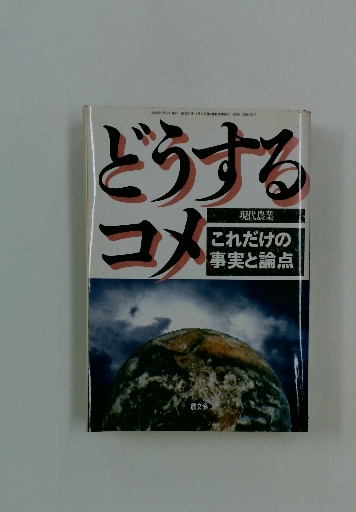 どうする
コメ
現代農業
これだけの
事実と論点
農文協